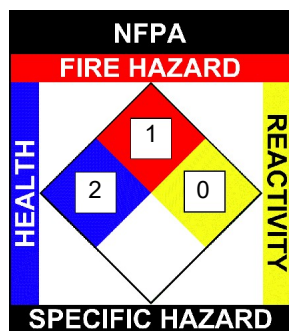 NFPA
FIRE HAZARD
HEALTH
1
2
0
REACTIVITY
SPECIFIC HAZARD